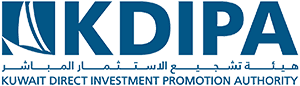 KDIPA
هيئة تشجيع الاستثمار المباشر
KUWAIT DIRECT INVESTMENT PROMOTION AUTHORITY